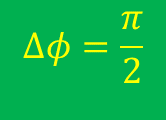 Δϕ = π/2